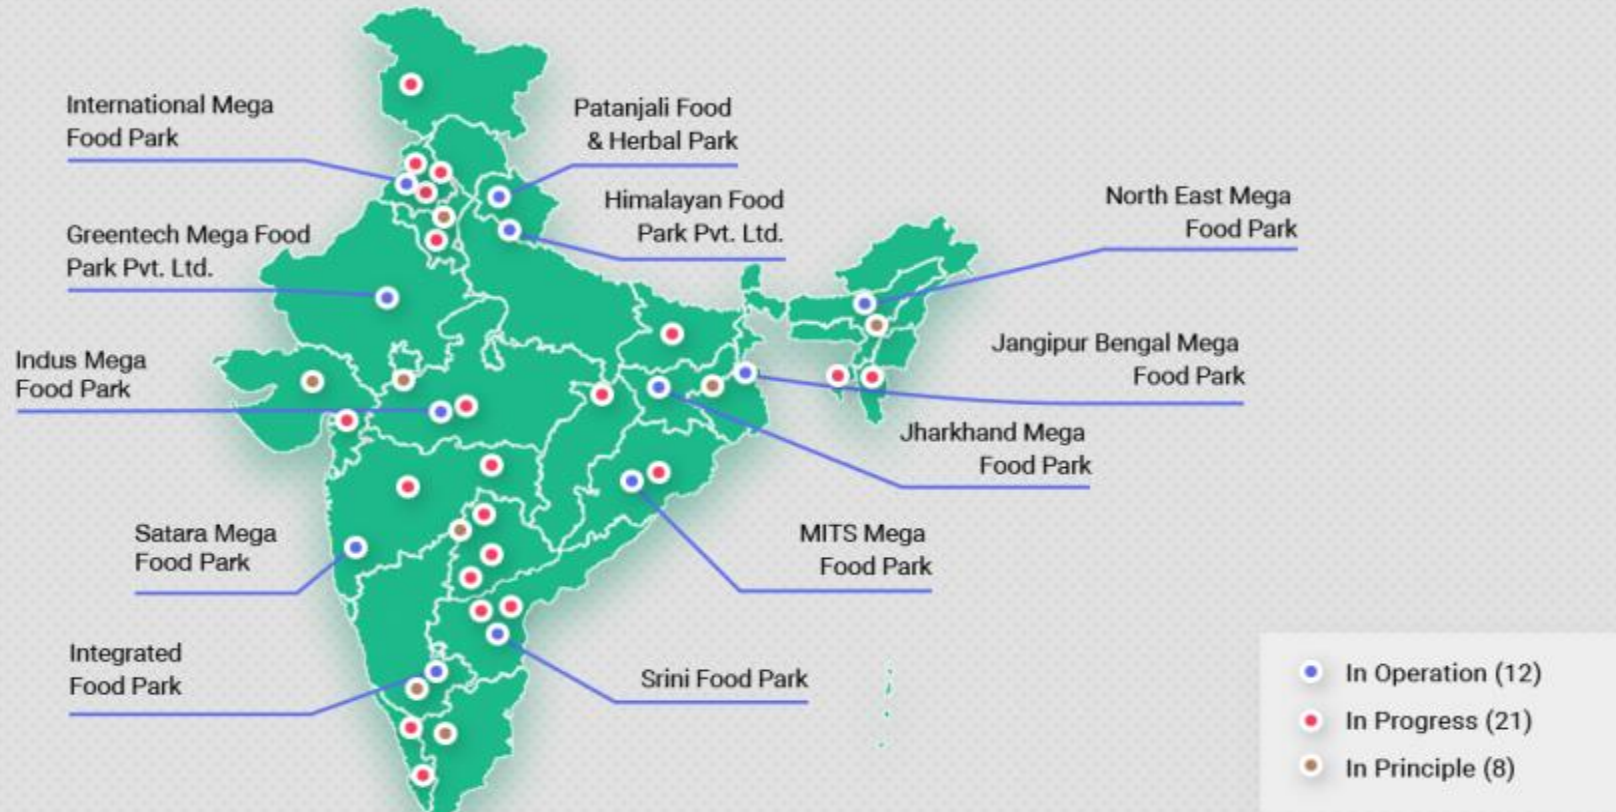 International Mega
Food Park
Patanjali Food
& Herbal Park
Himalayan Food
Park Pvt. Ltd.
North East Mega
Food Park
Greentech Mega Food
Park Pvt. Ltd.
Indus Mega
Food Park
Jangipur Bengal Mega
Food Park
Jharkhand Mega
Food Park
Satara Mega
Food Park
MITS Mega
Food Park
Integrated
Food Park
Srini Food Park
In Operation (12)
In Progress (21)
In Principle (8)